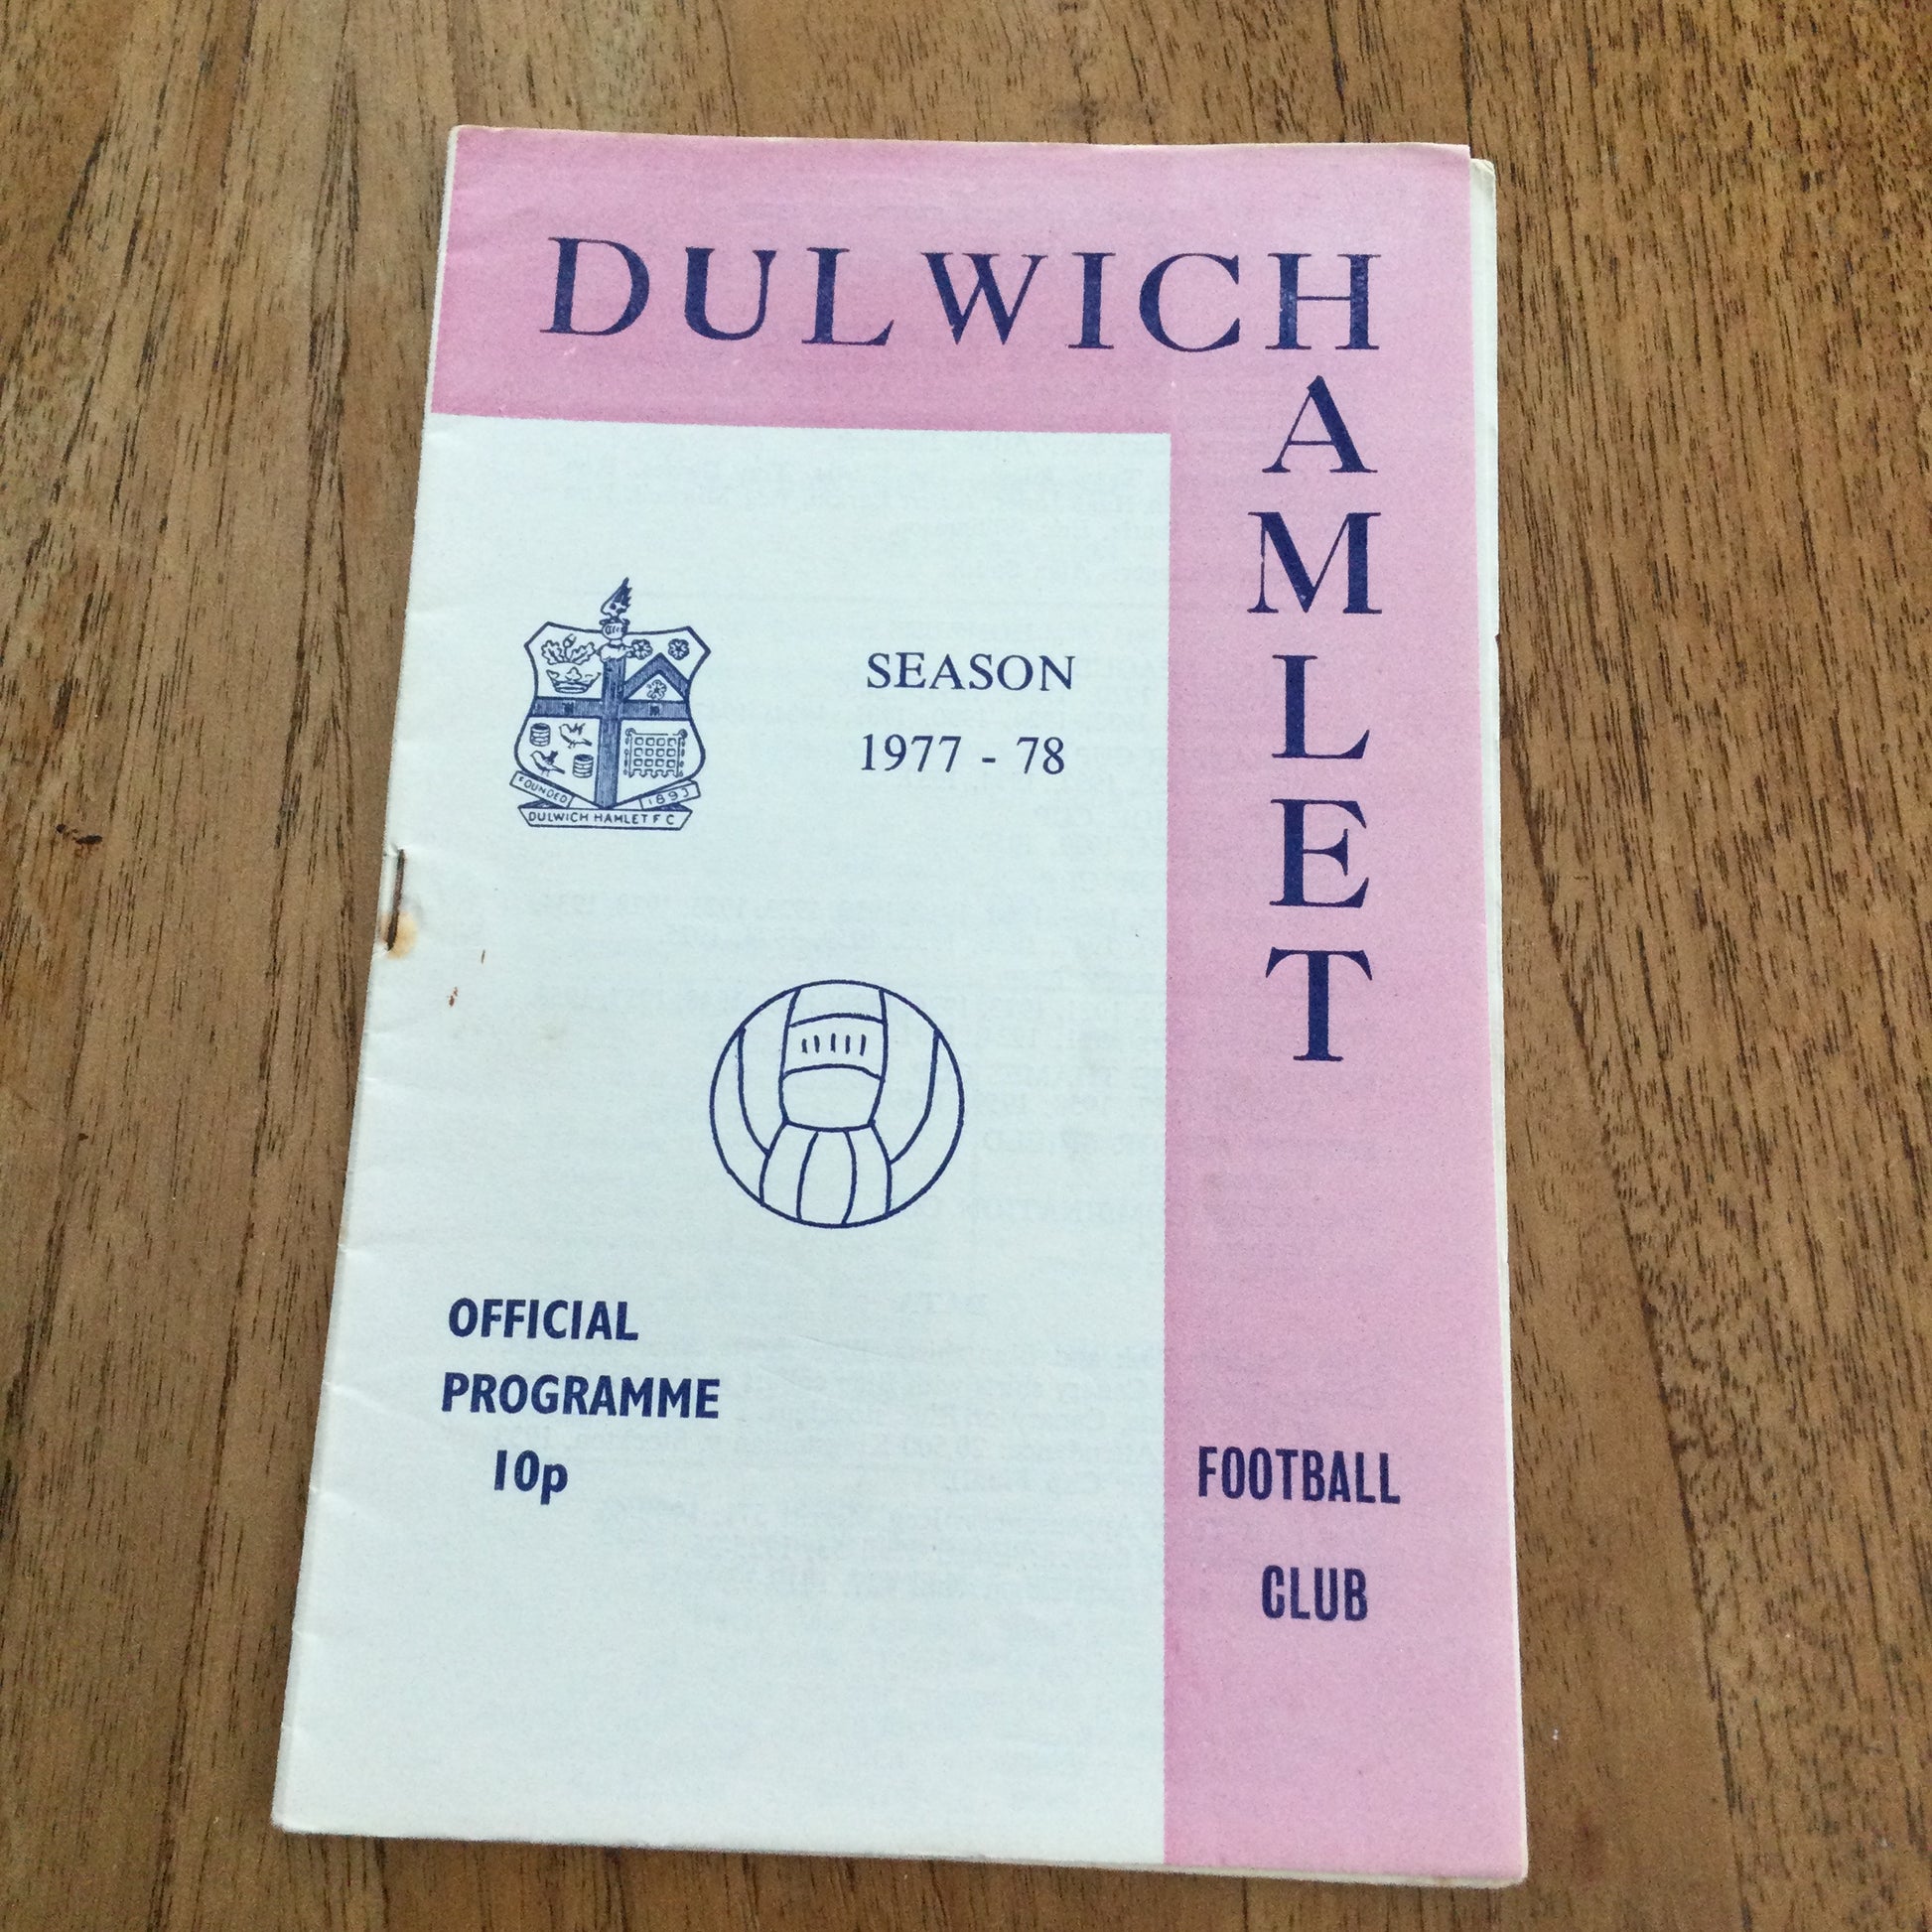 DULWICH
HAMLET
SEASON
1977 - 78
FOUNDED 1893
DULWICH HAMLET F C
OFFICIAL
PROGRAMME
10p
FOOTBALL
CLUB